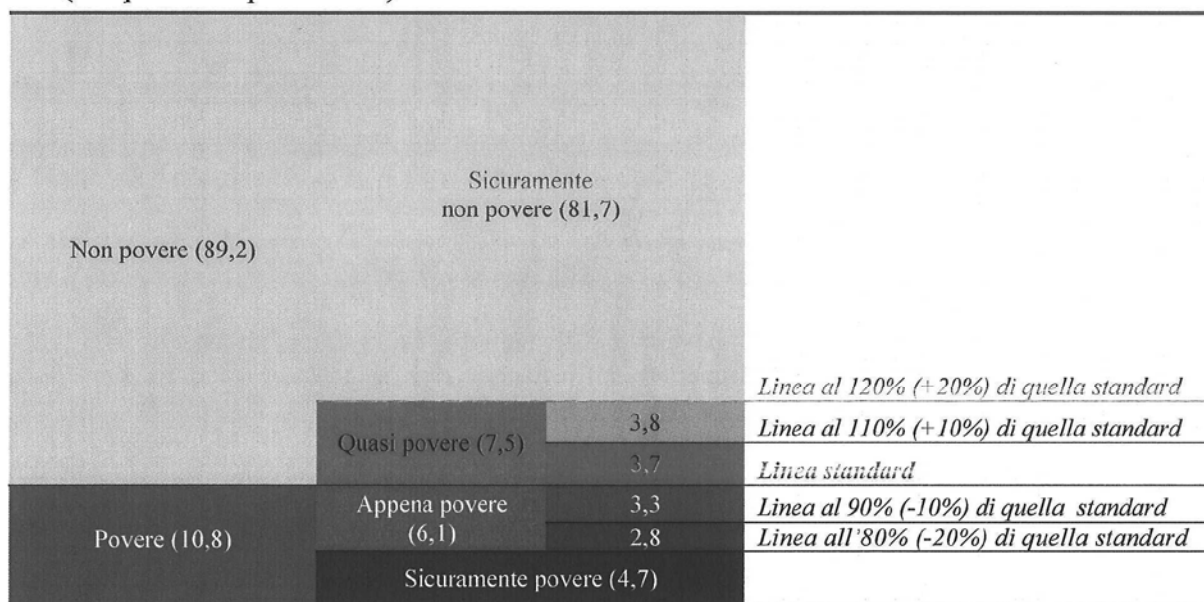 Sicuramente
non povere (81,7)
Non povere (89,2)
Linea al 120% (+20%) di quella standard
3,8
Linea al 110% (+10%) di quella standard
Quasi povere (7,5)
3,7
Linea standard
Appena povere
(6,1)
3,3
Linea al 90% (-10%) di quella standard
Povere (10,8)
2,8
Linea all'80% (-20%) di quella standard
Sicuramente povere (4,7)